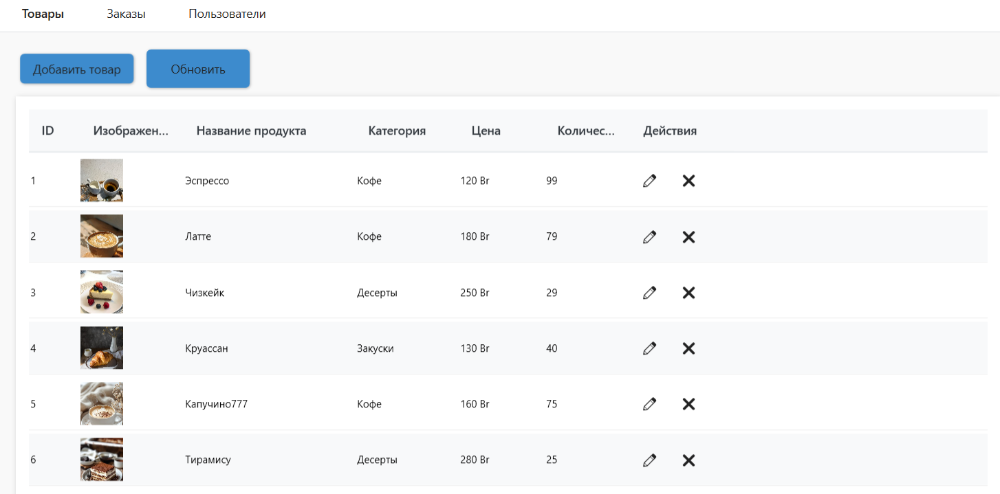 Товары Заказы Пользователи
Добавить товар Обновить
ID Изображен... Название продукта Категория Цена Количес... Действия
1 Эспрессо Кофе 120 Br 99
2 Латте Кофе 180 Br 79
3 Чизкейк Десерты 250 Br 29
4 Круассан Закуски 130 Br 40
5 Капучино777 Кофе 160 Br 75
6 Тирамису Десерты 280 Br 25